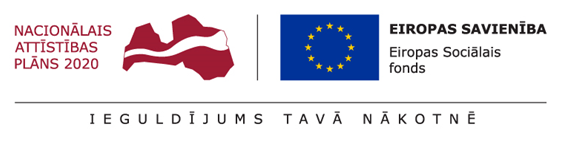 NACIONĀLAIS
ATTĪSTĪBAS
PLĀNS 2020
EIROPAS SAVIENĪBA
Eiropas Sociālais
fonds
IEGULDĪJUMS TAVĀ NĀKOTNĒ